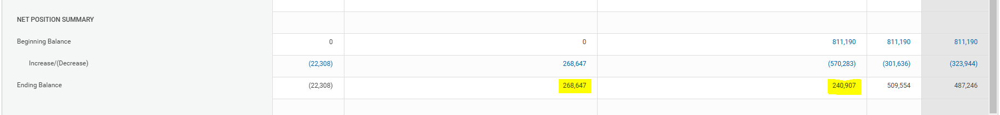 NET POSITION SUMMARY
Beginning Balance 0 0 811,190 811,190 811,190
Increase/(Decrease) (22,308) 268,647 (570,283) (301,636) (323,944)
Ending Balance (22,308) 268,647 240,907 509,554 487,246